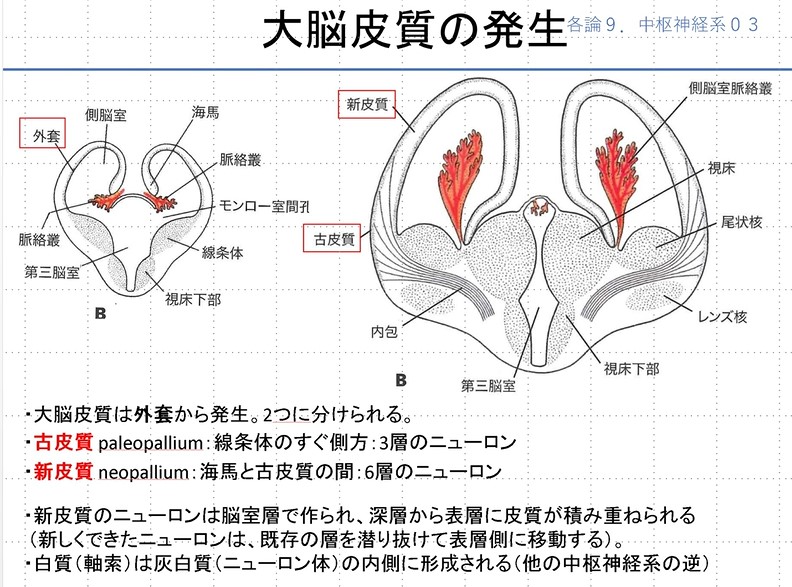 大脳皮質の発生
各論９．中枢神経系０３
側脳室
海馬
外套
脈絡叢
モンロー室間孔
脈絡叢
線条体
第三脳室
視床下部
B
新皮質
側脳室脈絡叢
視床
尾状核
古皮質
内包
レンズ核
視床下部
第三脳室
B
・大脳皮質は外套から発生。2つに分けられる。
・古皮質 paleopallium：線条体のすぐ側方：3層のニューロン
・新皮質 neopallium：海馬と古皮質の間：6層のニューロン
・新皮質のニューロンは脳室層で作られ、深層から表層に皮質が積み重ねられる
（新しくできたニューロンは、既存の層を潜り抜けて表層側に移動する）。
・白質（軸索）は灰白質（ニューロン体）の内側に形成される（他の中枢神経系の逆）